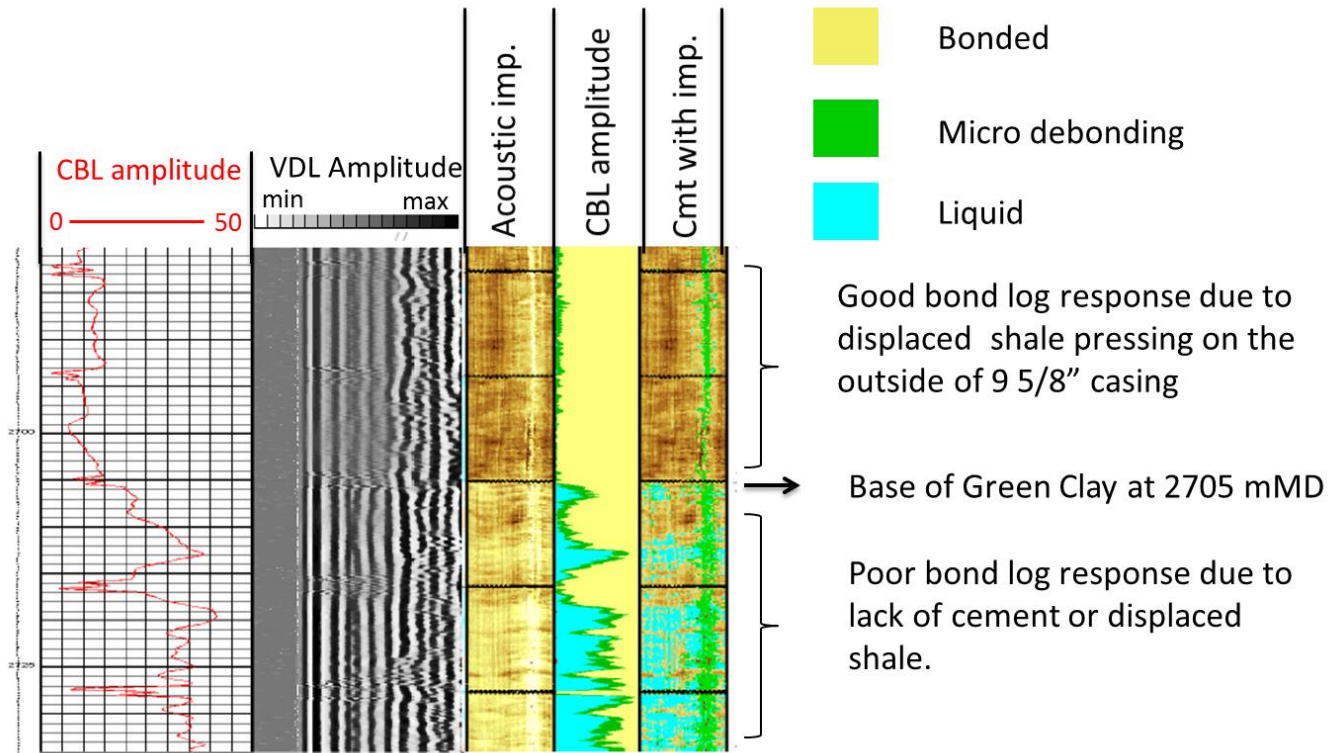 Acoustic imp.
CBL amplitude
Cmt with imp.
Bonded
Micro debonding
Liquid
CBL amplitude
0
50
VDL Amplitude
min
max
2700
2725
Good bond log response due to
displaced shale pressing on the
outside of 9 5/8” casing
Base of Green Clay at 2705 mMD
Poor bond log response due to
lack of cement or displaced
shale.